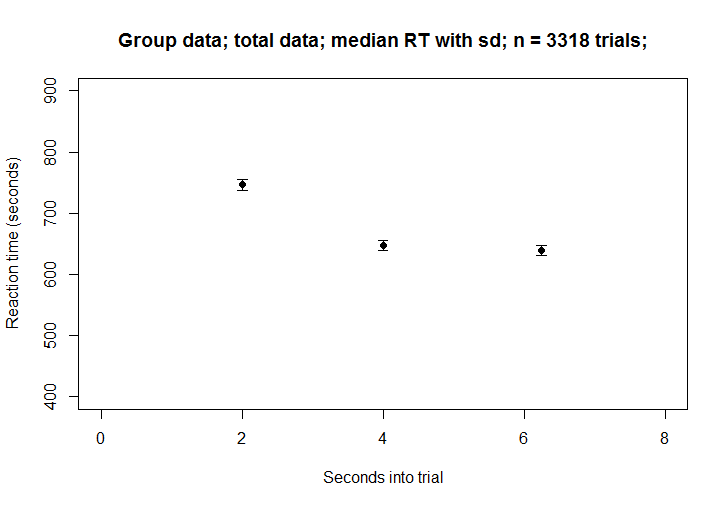 Group data; total data; median RT with sd; n = 3318 trials;
900
800
700
600
500
400
Reaction time (seconds)
0 2 4 6 8
Seconds into trial